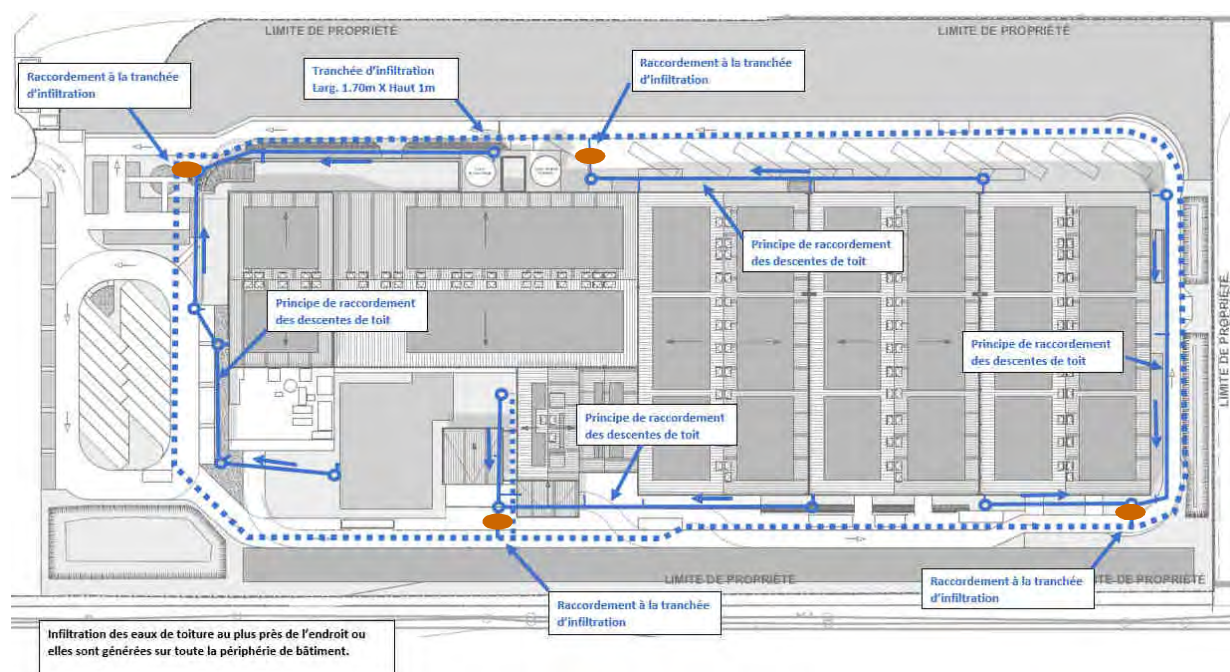 LIMITE DE PROPRIÉTÉ
LIMITE DE PROPRIÉTÉ
Raccordement à la tranchée
d'infiltration
Tranchée d'infiltration
Larg. 1.70m X Haut 1m
Raccordement à la tranchée
d'infiltration
Principe de raccordement
des descentes de toit
Principe de raccordement
des descentes de toit
Principe de raccordement
des descentes de toit
Principe de raccordement
des descentes de toit
LIMITE DE PROPRIÉTÉ
LIMITE DE PROPRIÉTÉ
LIMITE DE PROPRIÉTÉ
Raccordement à la tranchée
d'infiltration
Raccordement à la tranchée
d'infiltration
Infiltration des eaux de toiture au plus près de l'endroit ou
elles sont générées sur toute la périphérie de bâtiment.